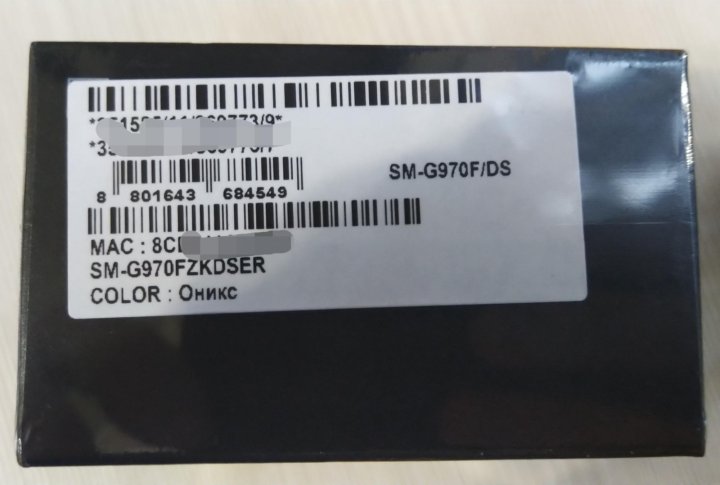 8 801643 684549
SM-G970F/DS
MAC : 8C
SM-G970FZKDSER
COLOR : Оникс